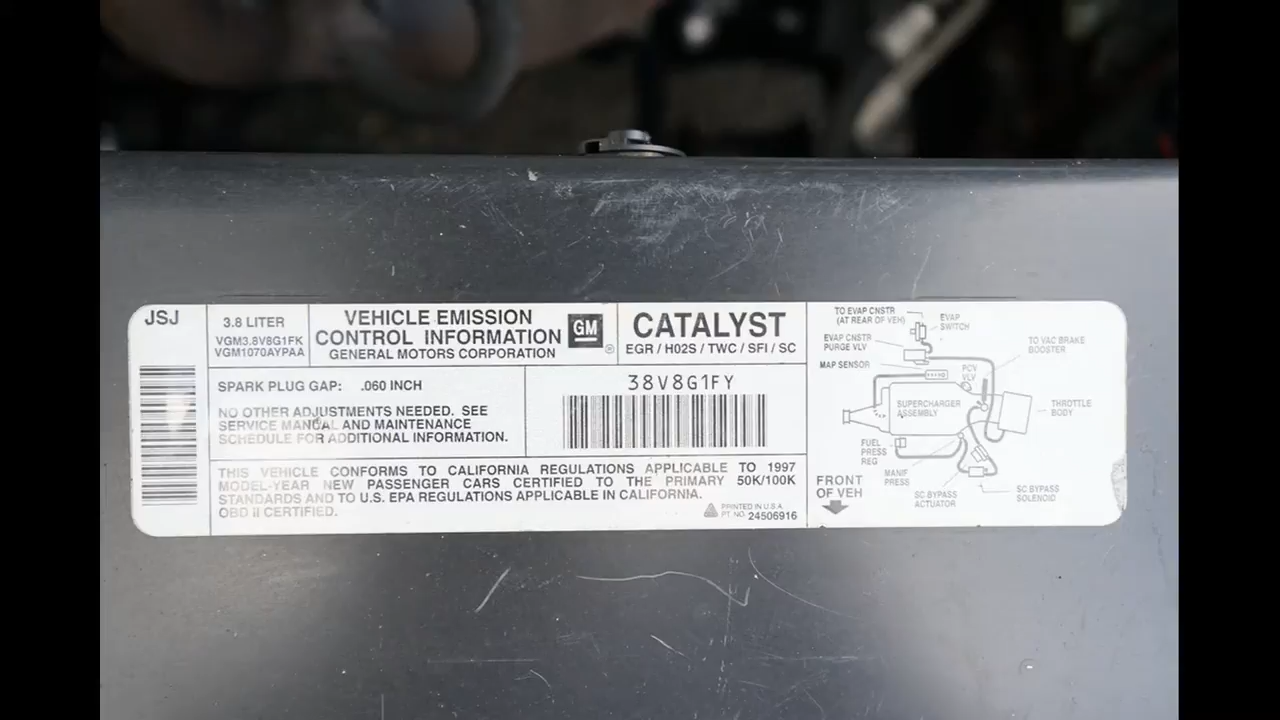 JSJ
3.8 LITER
VGM3.8V8G1FK
VGM1070AYPAA
VEHICLE EMISSION
CONTROL INFORMATION
GENERAL MOTORS CORPORATION
GM
®
CATALYST
EGR / H02S / TWC / SFI / SC
SPARK PLUG GAP: .060 INCH
NO OTHER ADJUSTMENTS NEEDED. SEE
SERVICE MANUAL AND MAINTENANCE
SCHEDULE FOR ADDITIONAL INFORMATION.
38V8G1FY
THIS VEHICLE CONFORMS TO CALIFORNIA REGULATIONS APPLICABLE TO 1997
MODEL-YEAR NEW PASSENGER CARS CERTIFIED TO THE PRIMARY 50K/100K
STANDARDS AND TO U.S. EPA REGULATIONS APPLICABLE IN CALIFORNIA.
OBD II CERTIFIED.
PRINTED IN U.S.A.
PT. NO. 24506916
TO EVAP CNSTR
(AT REAR OF VEH)
EVAP
SWITCH
EVAP CNSTR
PURGE VLV
TO VAC BRAKE
BOOSTER
MAP SENSOR
PCV
VLV
SUPERCHARGER
ASSEMBLY
THROTTLE
BODY
FUEL
PRESS
REG
MANIF
PRESS
FRONT
OF VEH
SC BYPASS
ACTUATOR
SC BYPASS
SOLENOID